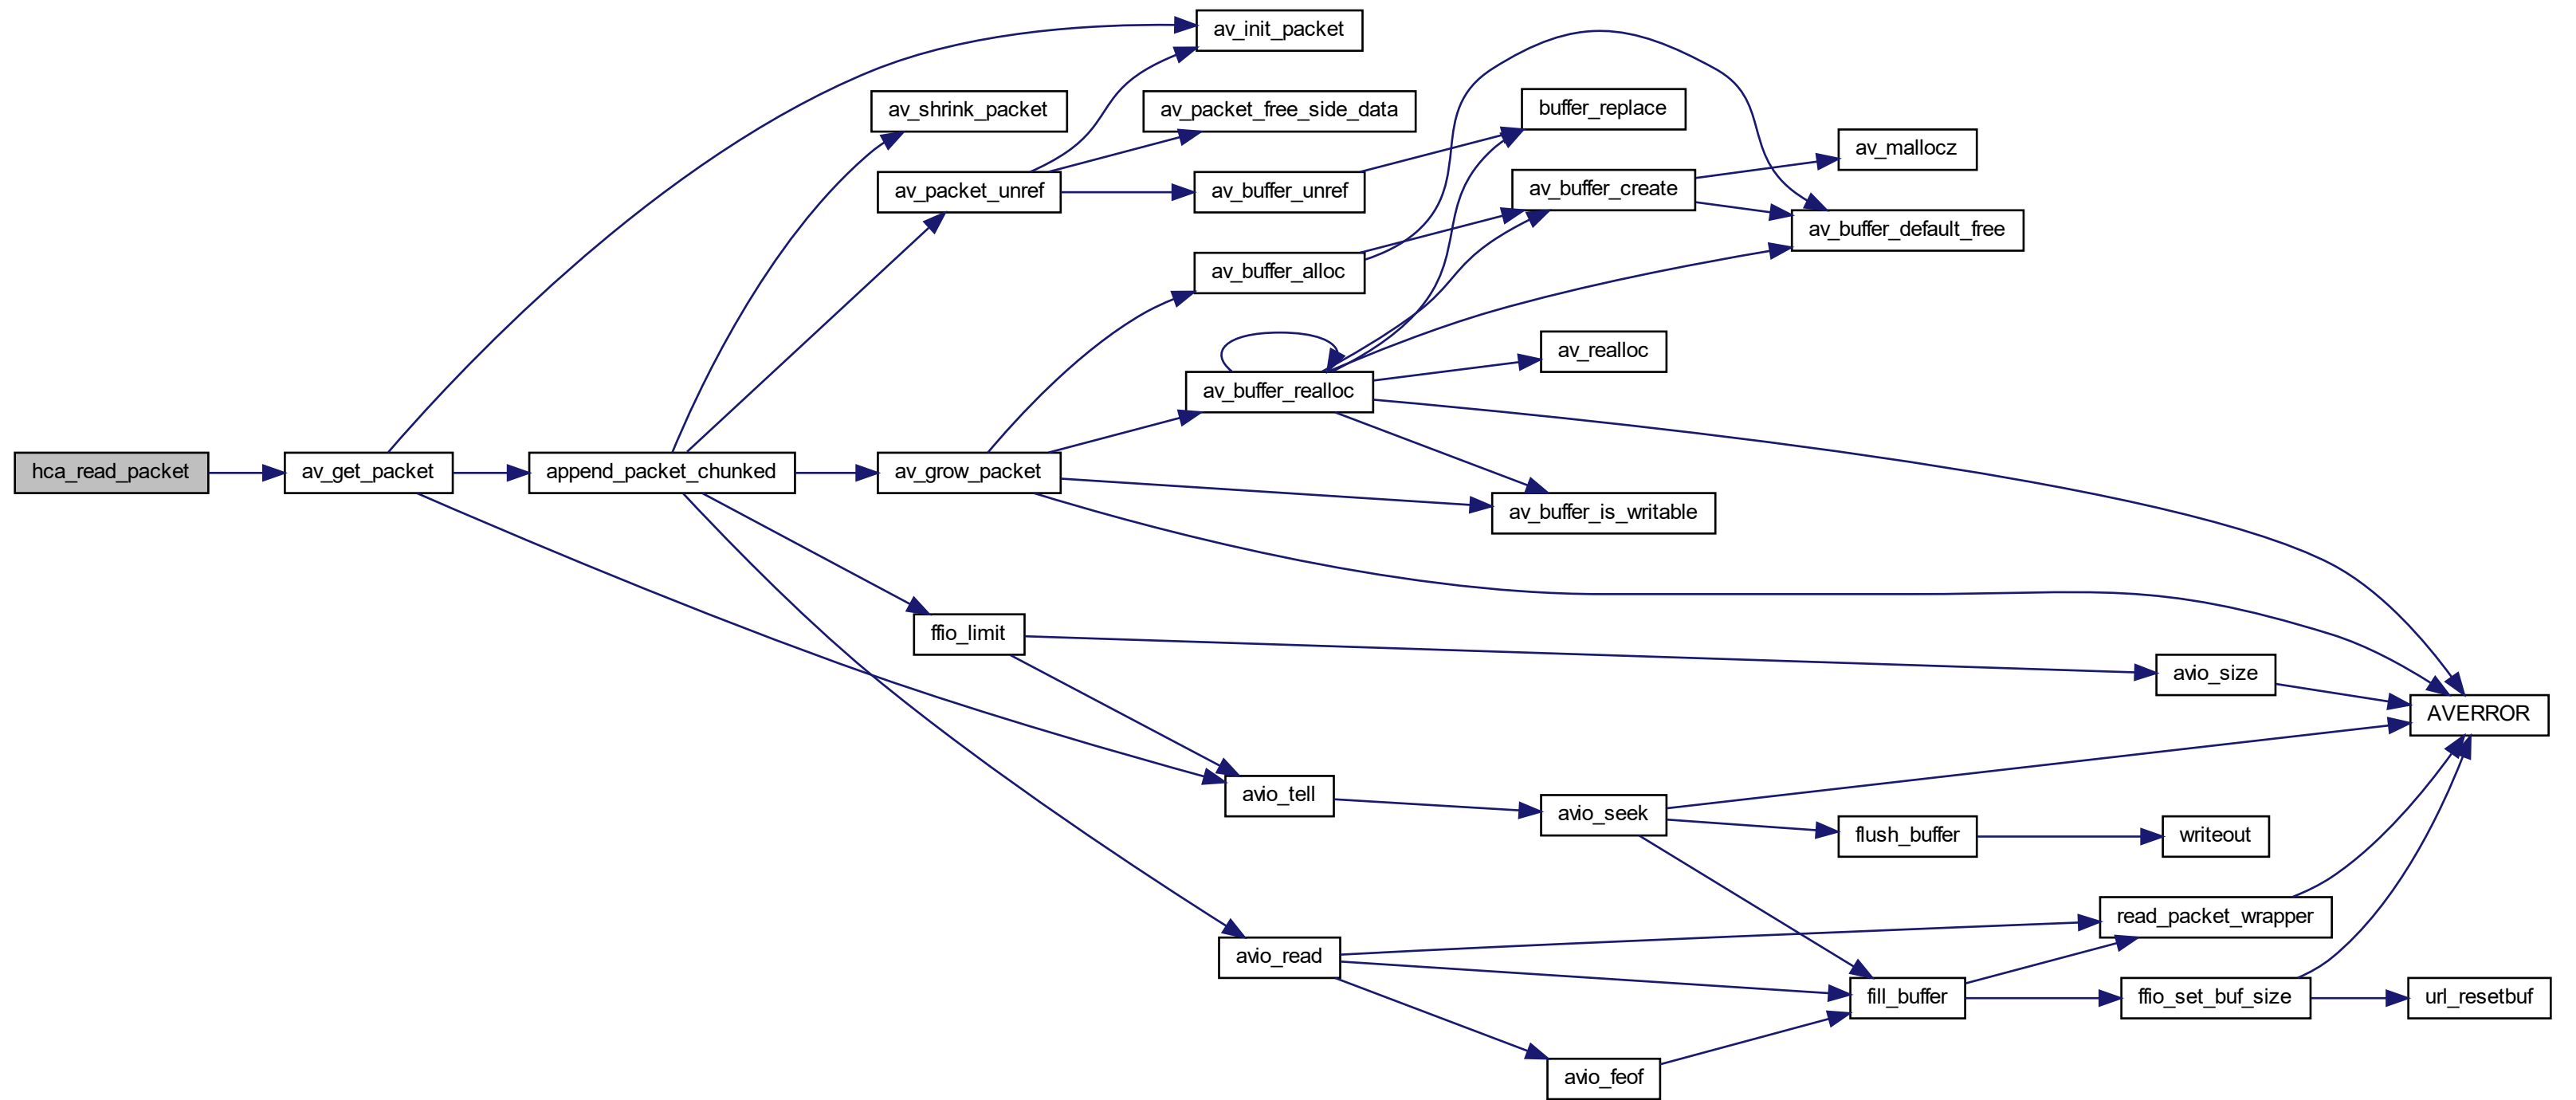 av_init_packet
av_shrink_packet
av_packet_free_side_data
buffer_replace
av_mallocz
av_packet_unref
av_buffer_unref
av_buffer_create
av_buffer_default_free
av_buffer_alloc
av_realloc
av_buffer_realloc
hca_read_packet
av_get_packet
append_packet_chunked
av_grow_packet
av_buffer_is_writable
ffio_limit
avio_size
AVERROR
avio_tell
avio_seek
flush_buffer
writeout
read_packet_wrapper
avio_read
fill_buffer
ffio_set_buf_size
url_resetbuf
avio_feof